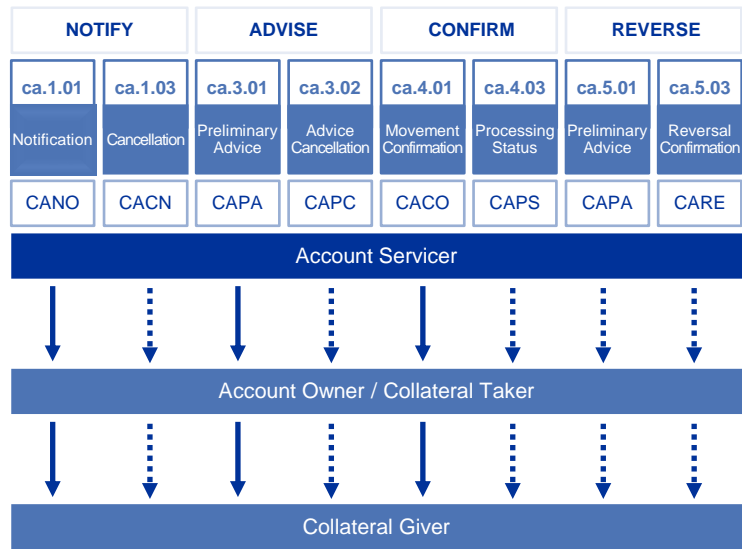 NOTIFY ADVISE CONFIRM REVERSE
ca.1.01 ca.1.03 ca.3.01 ca.3.02 ca.4.01 ca.4.03 ca.5.01 ca.5.03
Notification Cancellation Preliminary Advice Advice Cancellation Movement Confirmation Processing Status Preliminary Advice Reversal Confirmation
CANO CACN CAPA CAPC CACO CAPS CAPA CARE
Account Servicer
Account Owner / Collateral Taker
Collateral Giver